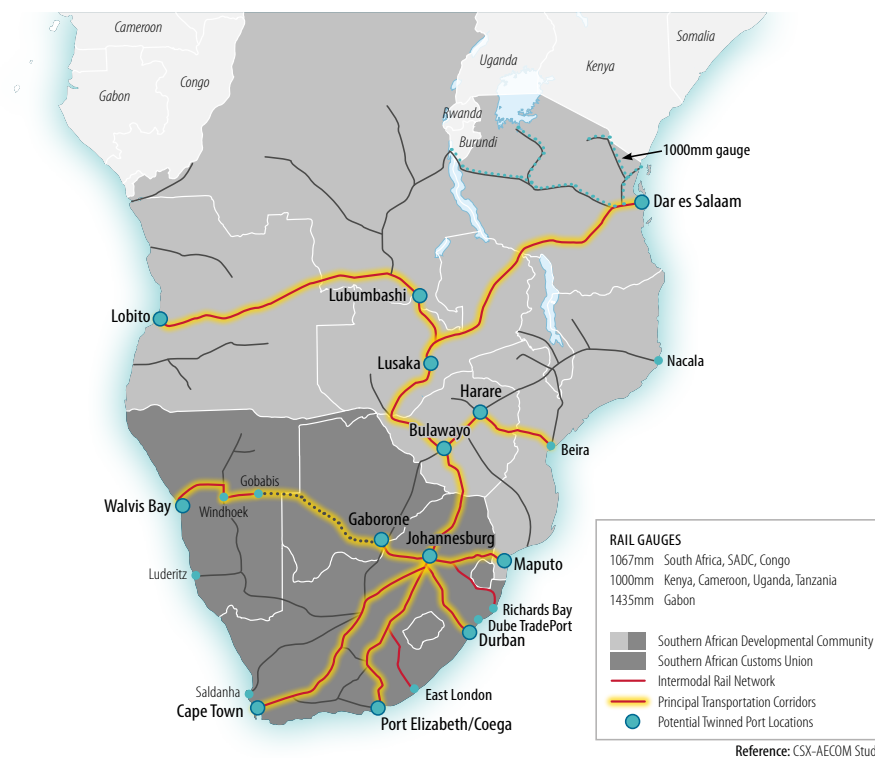 Cameroon
Somalia
Uganda
Kenya
Congo
Gabon
Rwanda
Burundi
1000mm gauge
Dar es Salaam
Lubumbashi
Lobito
Lusaka
Nacala
Harare
Bulawayo
Beira
Gobabis
Walvis Bay
Windhoek
Gaborone
Johannesburg
Maputo
Luderitz
Richards Bay
Dube TradePort
Durban
Saldanha
East London
Cape Town
Port Elizabeth/Coega
RAIL GAUGES
1067mm South Africa, SADC, Congo
1000mm Kenya, Cameroon, Uganda, Tanzania
1435mm Gabon
Southern African Developmental Community
Southern African Customs Union
Intermodal Rail Network
Principal Transportation Corridors
Potential Twinned Port Locations
Reference: CSX-AECOM Stud